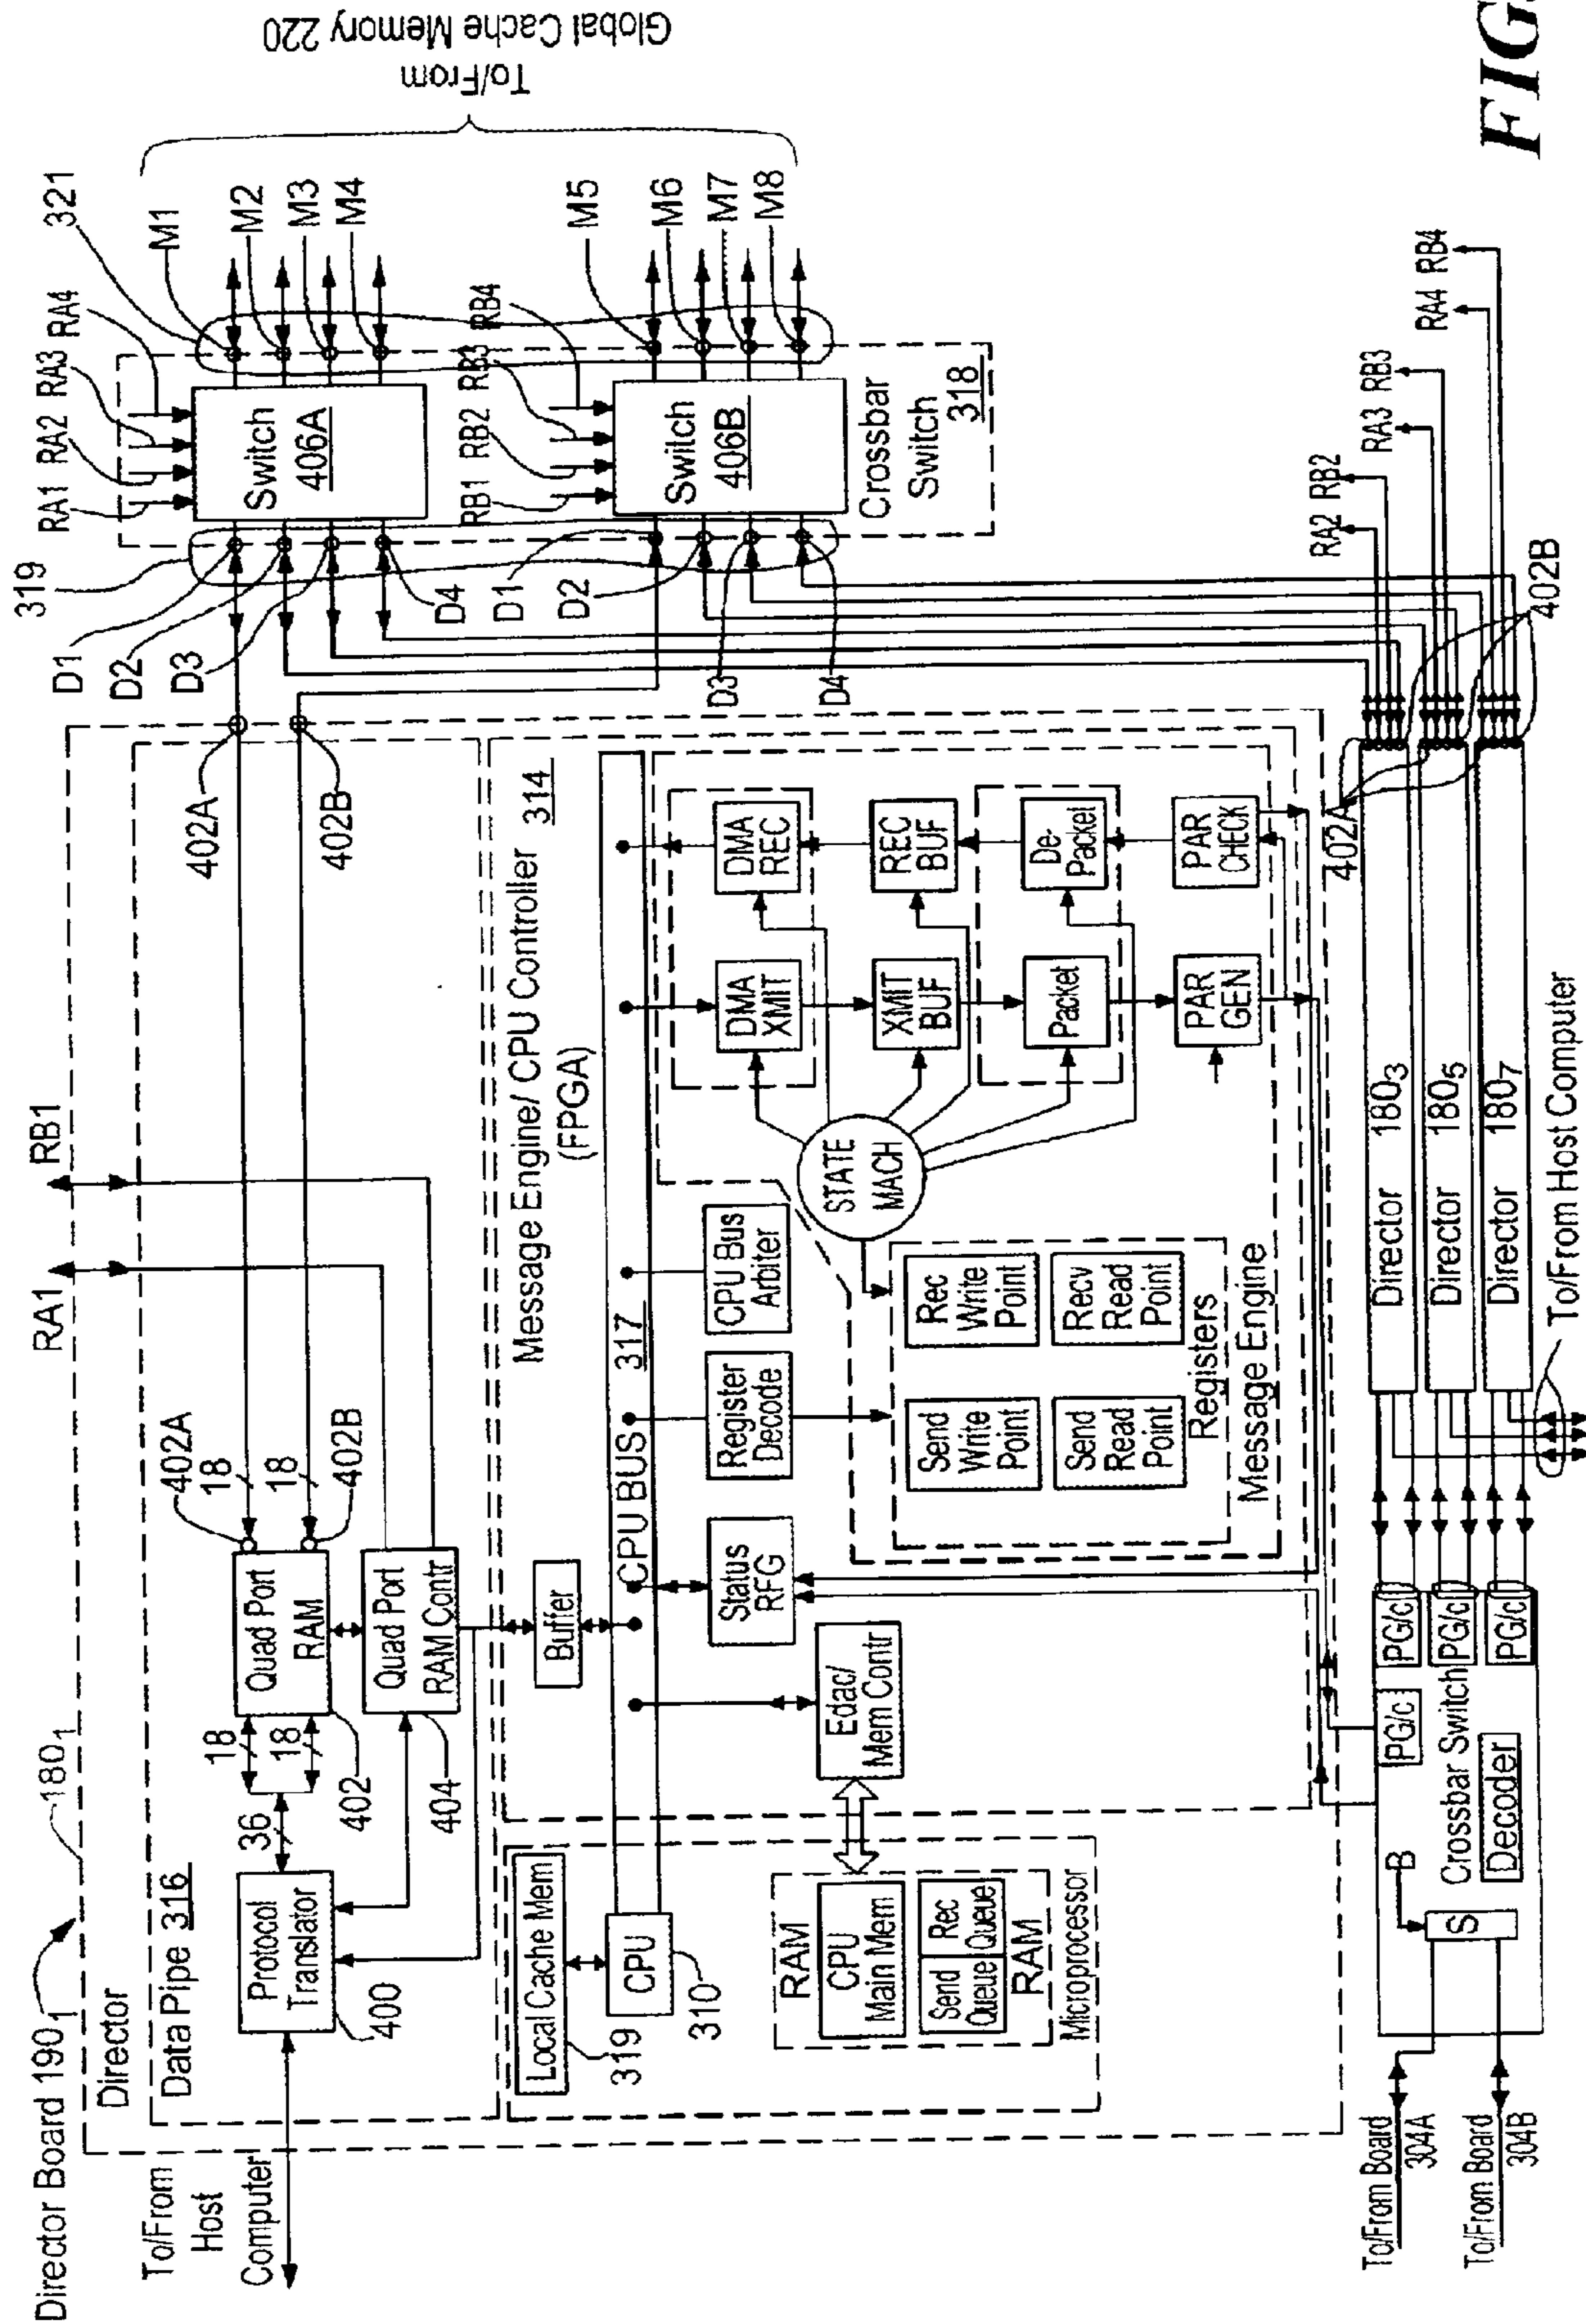 Director Board 190₁
180₁
RA1
RB1
319
D1
D2
D3
D4
D1
D2
D3
D4
RA1
RA2
RA3
RA4
321
M1
M2
M3
M4
M5
M6
M7
M8
RB1
RB2
RB3
RB4
Switch
406A
Switch
406B
Crossbar
Switch
318
To/From
Global Cache Memory 220
Director
Data Pipe 316
To/From
Host
Computer
Protocol
Translator
400
36
18
18
Quad Port
RAM
402
402A
18
18
402B
Quad Port
RAM Contr
404
402A
402B
Message Engine/ CPU Controller
(FPGA)
314
Buffer
Local Cache Mem
319
CPU
310
CPU BUS
317
RAM
CPU
Main Mem
Send
Queue
Rec
Queue
RAM
Microprocessor
Edac/
Mem Contr
Status
RFG
Register
Decode
CPU Bus
Arbiter
Send
Write
Point
Rec
Write
Point
Send
Read
Point
Recv
Read
Point
Registers
Message Engine
STATE
MACH
DMA
XMIT
DMA
REC
XMIT
BUF
REC
BUF
Packet
De-
Packet
PAR
GEN
PAR
CHECK
To/From Board
304A
To/From Board
304B
B
S
Crossbar Switch
Decoder
PG/c
PG/c
PG/c
PG/c
Director 180₃
Director 180₅
Director 180₇
To/From Host Computer
402A
402B
RA2
RB2
RA3
RB3
RA4
RB4
FIG.